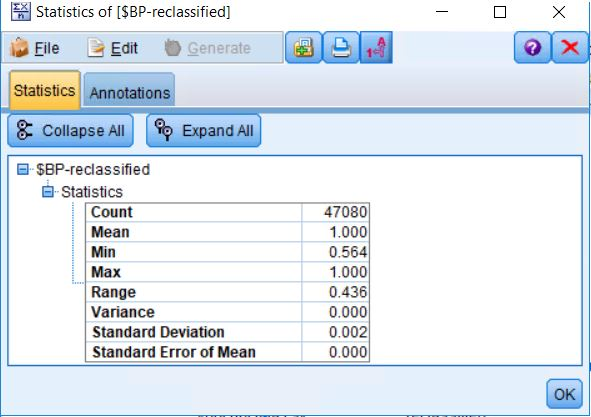 Statistics of [$BP-reclassified]
File Edit Generate
Statistics Annotations
Collapse All Expand All
$BP-reclassified
Statistics
Count 47080
Mean 1.000
Min 0.564
Max 1.000
Range 0.436
Variance 0.000
Standard Deviation 0.002
Standard Error of Mean 0.000
OK